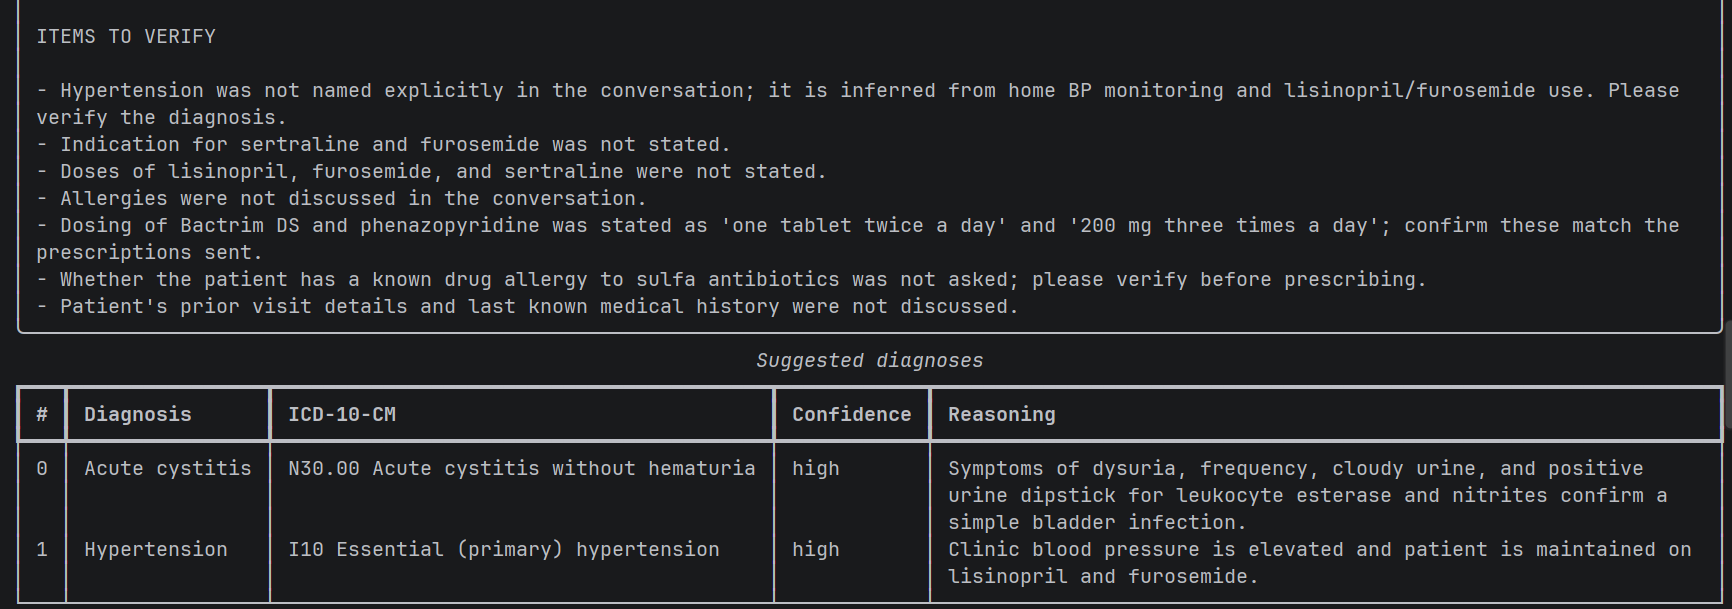 ITEMS TO VERIFY
- Hypertension was not named explicitly in the conversation; it is inferred from home BP monitoring and lisinopril/furosemide use. Please
verify the diagnosis.
- Indication for sertraline and furosemide was not stated.
- Doses of lisinopril, furosemide, and sertraline were not stated.
- Allergies were not discussed in the conversation.
- Dosing of Bactrim DS and phenazopyridine was stated as 'one tablet twice a day' and '200 mg three times a day'; confirm these match the
prescriptions sent.
- Whether the patient has a known drug allergy to sulfa antibiotics was not asked; please verify before prescribing.
- Patient's prior visit details and last known medical history were not discussed.
Suggested diagnoses
# Diagnosis ICD-10-CM Confidence Reasoning
0 Acute cystitis N30.00 Acute cystitis without hematuria high Symptoms of dysuria, frequency, cloudy urine, and positive
urine dipstick for leukocyte esterase and nitrites confirm a
simple bladder infection.
1 Hypertension I10 Essential (primary) hypertension high Clinic blood pressure is elevated and patient is maintained on
lisinopril and furosemide.